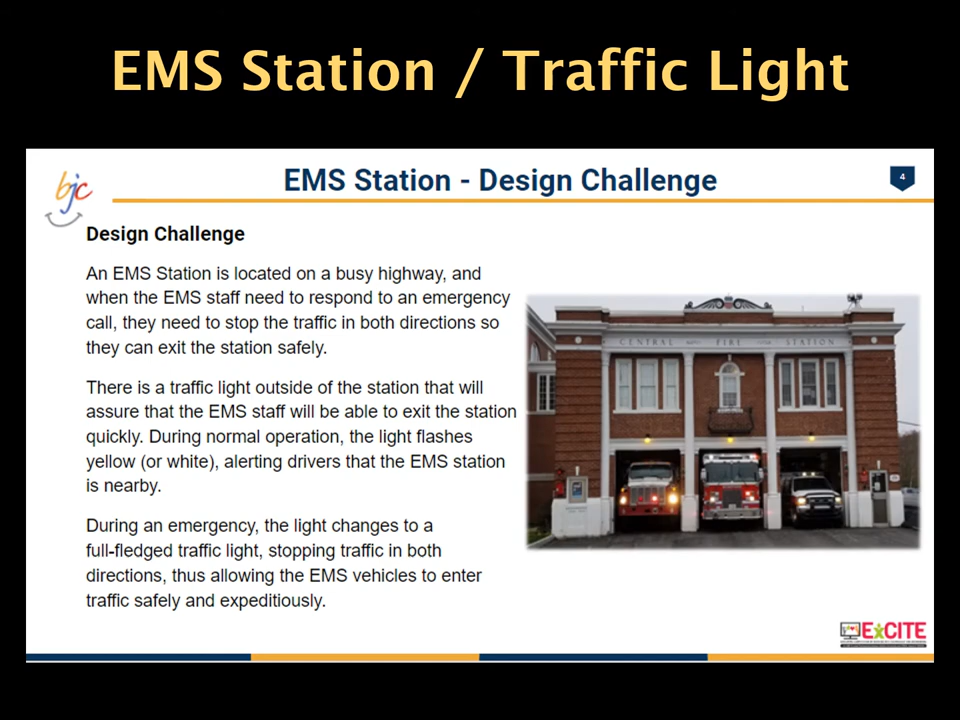 EMS Station / Traffic Light
bjc
EMS Station - Design Challenge
4
Design Challenge
An EMS Station is located on a busy highway, and
when the EMS staff need to respond to an emergency
call, they need to stop the traffic in both directions so
they can exit the station safely.
There is a traffic light outside of the station that will
assure that the EMS staff will be able to exit the station
quickly. During normal operation, the light flashes
yellow (or white), alerting drivers that the EMS station
is nearby.
During an emergency, the light changes to a
full-fledged traffic light, stopping traffic in both
directions, thus allowing the EMS vehicles to enter
traffic safely and expeditiously.
CENTRAL FIRE STATION
ExCITE